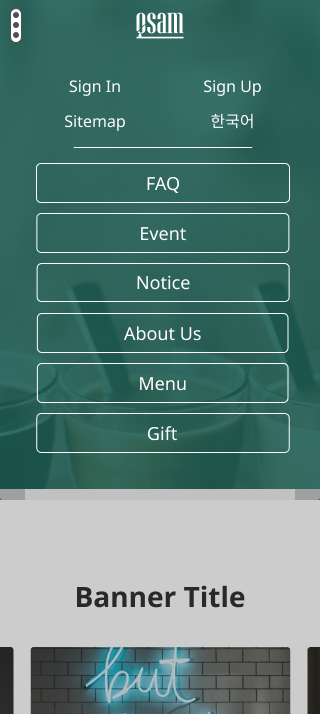 Qsam
Sign In
Sign Up
Sitemap
한국어
FAQ
Event
Notice
About Us
Menu
Gift
Banner Title
but